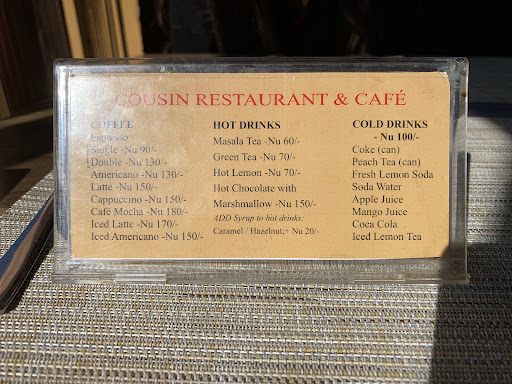 COUSIN RESTAURANT & CAFÉ
COFFEE
Espresso
Single -Nu 90/-
Double -Nu 130/-
Americano -Nu 130/-
Latte -Nu 150/-
Cappuccino -Nu 150/-
Café Mocha -Nu 180/-
Iced Latte -Nu 170/-
Iced Americano -Nu 150/-
HOT DRINKS
Masala Tea -Nu 60/-
Green Tea -Nu 70/-
Hot Lemon -Nu 70/-
Hot Chocolate with
Marshmallow -Nu 150/-
ADD Syrup to hot drinks:
Caramel / Hazelnut;+ Nu 20/-
COLD DRINKS
- Nu 100/-
Coke (can)
Peach Tea (can)
Fresh Lemon Soda
Soda Water
Apple Juice
Mango Juice
Coca Cola
Iced Lemon Tea